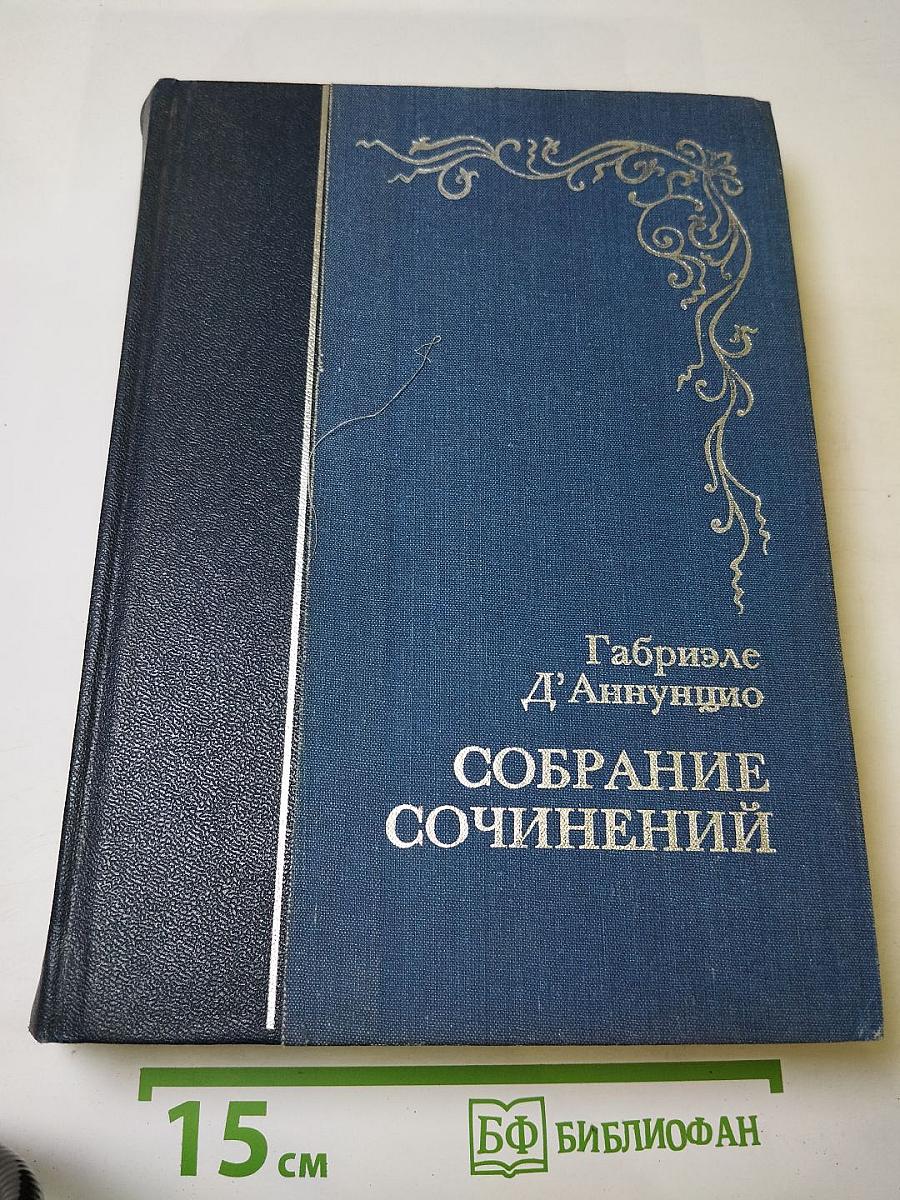 Габриэле
Д'Аннунцио
СОБРАНИЕ
СОЧИНЕНИЙ
15 см
БФ БИБЛИОФАН